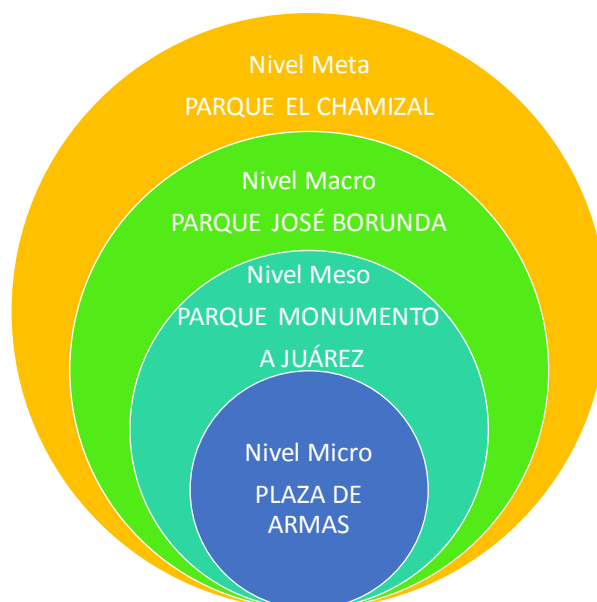 Nivel Meta
PARQUE EL CHAMIZAL
Nivel Macro
PARQUE JOSÉ BORUNDA
Nivel Meso
PARQUE MONUMENTO
A JUÁREZ
Nivel Micro
PLAZA DE
ARMAS